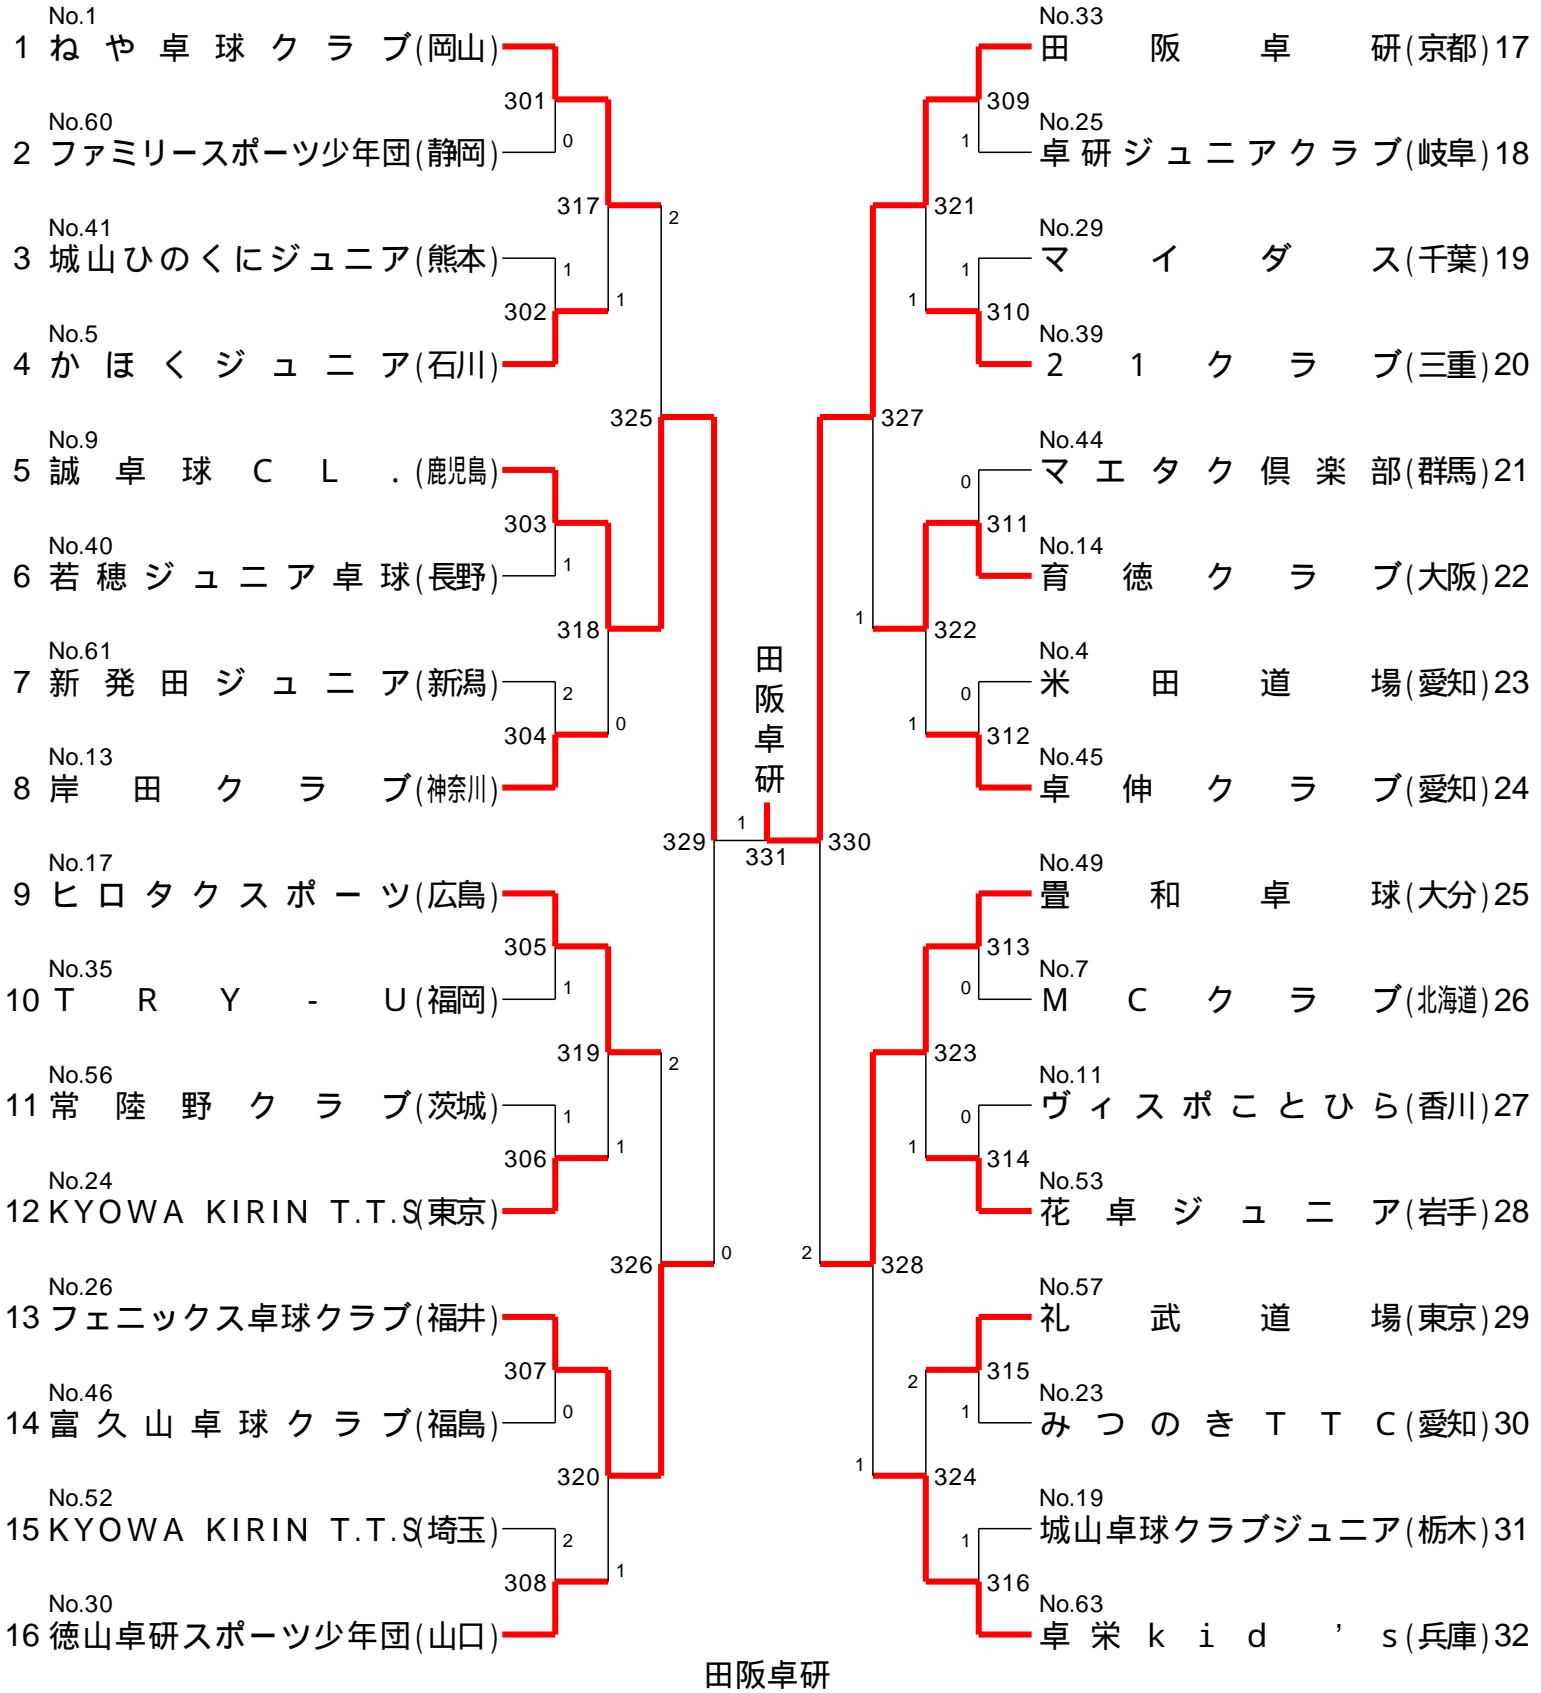 No.1
1 ねや卓球クラブ(岡山)
301
No.60
2 ファミリースポーツ少年団(静岡)
0
317
2
No.41
3 城山ひのくにジュニア(熊本)
1
302
1
No.5
4 かほくジュニア(石川)
325
No.9
5 誠卓球CL.(鹿児島)
303
No.40
6 若穂ジュニア卓球(長野)
1
318
No.61
7 新発田ジュニア(新潟)
2
304
0
No.13
8 岸田クラブ(神奈川)
329
No.17
9 ヒロタクスポーツ(広島)
305
No.35
10 TRY-U(福岡)
1
319
2
No.56
11 常陸野クラブ(茨城)
1
306
1
No.24
12 KYOWA KIRIN T.T.S(東京)
326
0
No.26
13 フェニックス卓球クラブ(福井)
307
No.46
14 富久山卓球クラブ(福島)
0
320
No.52
15 KYOWA KIRIN T.T.S(埼玉)
2
308
1
No.30
16 徳山卓研スポーツ少年団(山口)
田阪卓研
1
331
330
No.33
田阪卓研(京都) 17
309
No.25
1
卓研ジュニアクラブ(岐阜) 18
321
No.29
1
マイダス(千葉) 19
1
310
No.39
21クラブ(三重) 20
327
No.44
0
マエタク倶楽部(群馬) 21
311
No.14
育徳クラブ(大阪) 22
1
322
No.4
0
米田道場(愛知) 23
1
312
No.45
卓伸クラブ(愛知) 24
No.49
畳和卓球(大分) 25
313
No.7
0
MCクラブ(北海道) 26
323
No.11
0
ヴィスポことひら(香川) 27
1
314
No.53
花卓ジュニア(岩手) 28
2
328
No.57
礼武道場(東京) 29
2
315
No.23
1
みつのきTTC(愛知) 30
1
324
No.19
1
城山卓球クラブジュニア(栃木) 31
316
No.63
卓栄kid's(兵庫) 32
田阪卓研